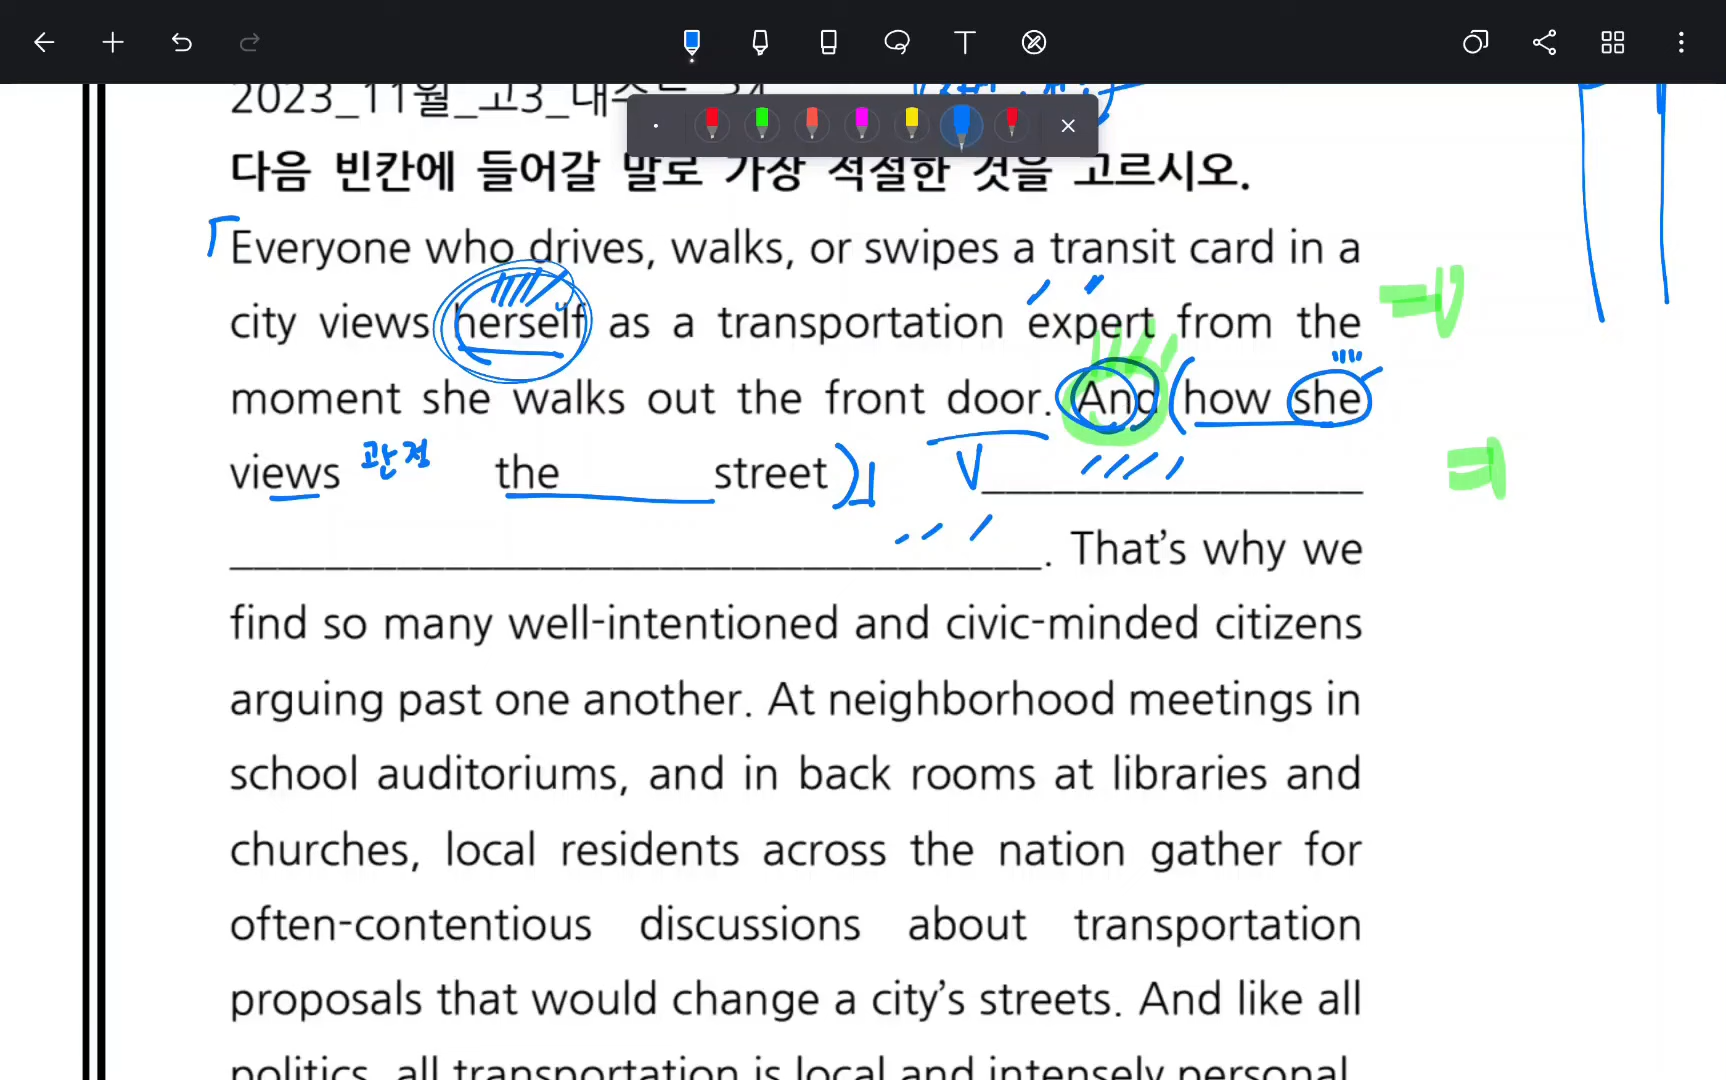 2023_11월_고3_대수
다음 빈칸에 들어갈 말로 가장 적절한 것을 고르시오.
Everyone who drives, walks, or swipes a transit card in a
city views herself as a transportation expert from the
moment she walks out the front door. And (how she
views 관점 the street) V_______________
__________________________________. That's why we
find so many well-intentioned and civic-minded citizens
arguing past one another. At neighborhood meetings in
school auditoriums, and in back rooms at libraries and
churches, local residents across the nation gather for
often-contentious discussions about transportation
proposals that would change a city's streets. And like all
politics, all transportation is local and intensely personal.